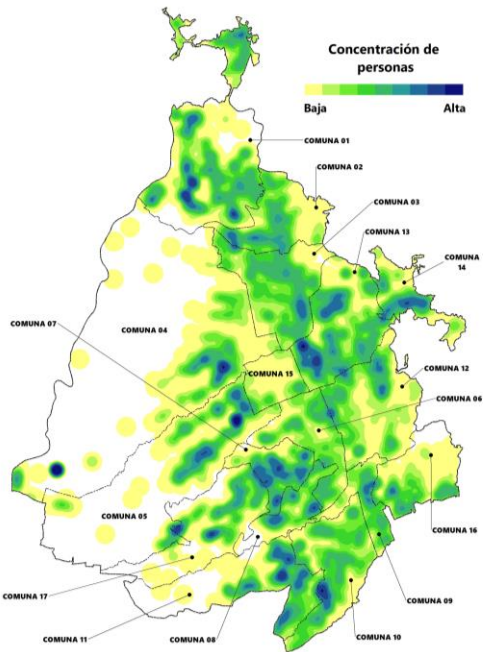 Concentración de
personas
Baja Alta
COMUNA 01
COMUNA 02
COMUNA 03
COMUNA 13
COMUNA
14
COMUNA 07
COMUNA 04
COMUNA 15
COMUNA 12
COMUNA 06
COMUNA 05
COMUNA 16
COMUNA 17
COMUNA 09
COMUNA 11
COMUNA 08
COMUNA 10